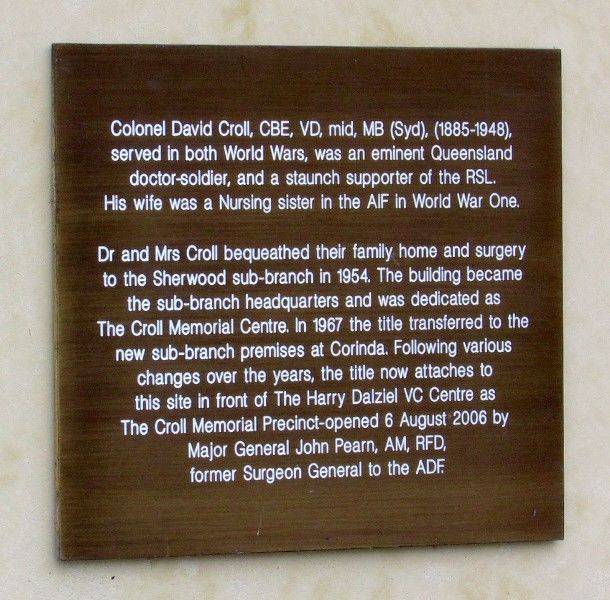 Colonel David Croll, CBE, VD, mid, MB (Syd), (1885-1948),
served in both World Wars, was an eminent Queensland
doctor-soldier, and a staunch supporter of the RSL.
His wife was a Nursing sister in the AIF in World War One.
Dr and Mrs Croll bequeathed their family home and surgery
to the Sherwood sub-branch in 1954. The building became
the sub-branch headquarters and was dedicated as
The Croll Memorial Centre. In 1967 the title transferred to the
new sub-branch premises at Corinda. Following various
changes over the years, the title now attaches to
this site in front of The Harry Dalziel VC Centre as
The Croll Memorial Precinct-opened 6 August 2006 by
Major General John Pearn, AM, RFD,
former Surgeon General to the ADF.